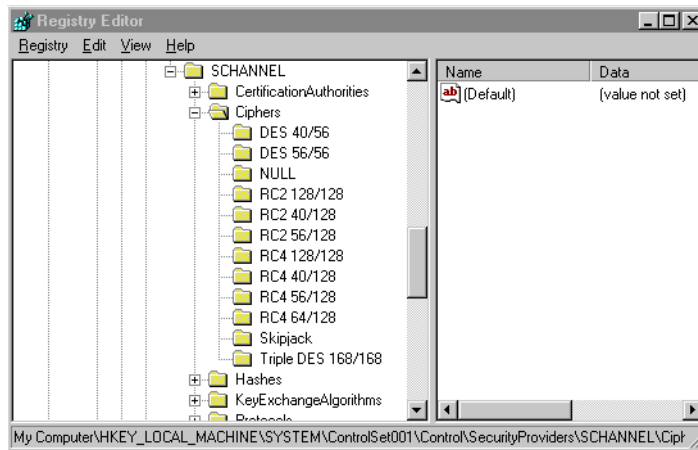 Registry Editor
Registry Edit View Help
SCHANNEL
CertificationAuthorities
Ciphers
DES 40/56
DES 56/56
NULL
RC2 128/128
RC2 40/128
RC2 56/128
RC4 128/128
RC4 40/128
RC4 56/128
RC4 64/128
Skipjack
Triple DES 168/168
Hashes
KeyExchangeAlgorithms
Protocols
Name Data
ab (Default) (value not set)
My Computer\HKEY_LOCAL_MACHINE\SYSTEM\ControlSet001\Control\SecurityProviders\SCHANNEL\Ciph